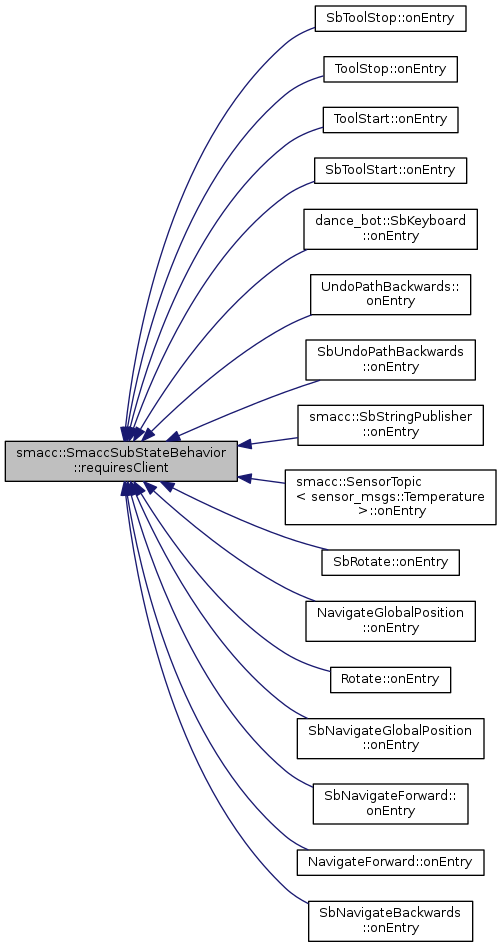 SbToolStop::onEntry
ToolStop::onEntry
ToolStart::onEntry
SbToolStart::onEntry
dance_bot::SbKeyboard
::onEntry
UndoPathBackwards::
onEntry
SbUndoPathBackwards
::onEntry
smacc::SbStringPublisher
::onEntry
smacc::SmaccSubStateBehavior
::requiresClient
smacc::SensorTopic
< sensor_msgs::Temperature
>::onEntry
SbRotate::onEntry
NavigateGlobalPosition
::onEntry
Rotate::onEntry
SbNavigateGlobalPosition
::onEntry
SbNavigateForward::
onEntry
NavigateForward::onEntry
SbNavigateBackwards
::onEntry